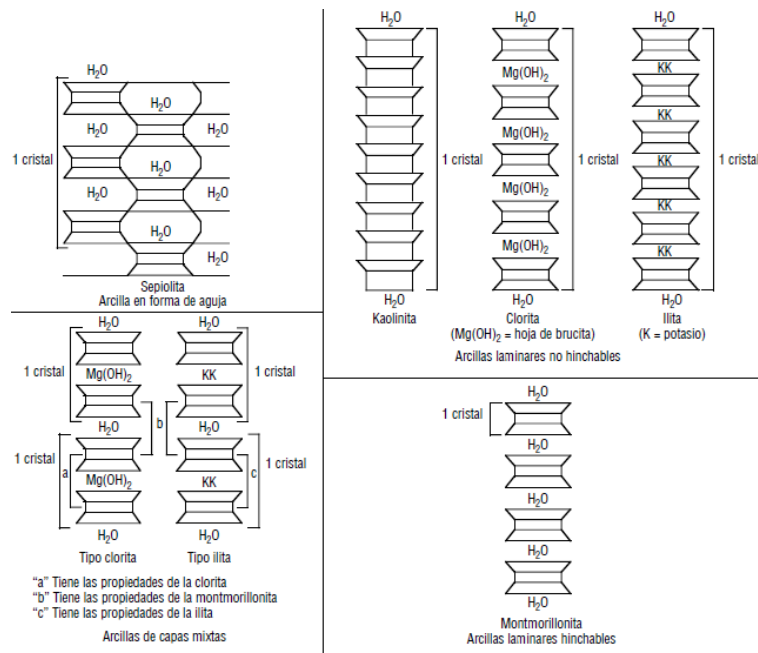 H₂O
H₂O
1 cristal
H₂O
H₂O
H₂O
H₂O
H₂O
H₂O
H₂O
H₂O
Sepiolita
Arcilla en forma de aguja
H₂O
H₂O
H₂O
Mg(OH)₂
KK
Mg(OH)₂
KK
1 cristal
Mg(OH)₂
KK
1 cristal
1 cristal
Mg(OH)₂
KK
Mg(OH)₂
KK
KK
H₂O
H₂O
H₂O
Kaolinita
Clorita
Ilita
(Mg(OH)₂ = hoja de brucita)
(K = potasio)
Arcillas laminares no hinchables
H₂O
H₂O
1 cristal
Mg(OH)₂
KK
1 cristal
b
H₂O
H₂O
1 cristal
a
Mg(OH)₂
KK
c
1 cristal
H₂O
H₂O
Tipo clorita
Tipo ilita
“a” Tiene las propiedades de la clorita
“b” Tiene las propiedades de la montmorillonita
“c” Tiene las propiedades de la ilita
Arcillas de capas mixtas
H₂O
1 cristal
H₂O
H₂O
H₂O
H₂O
Montmorillonita
Arcillas laminares hinchables